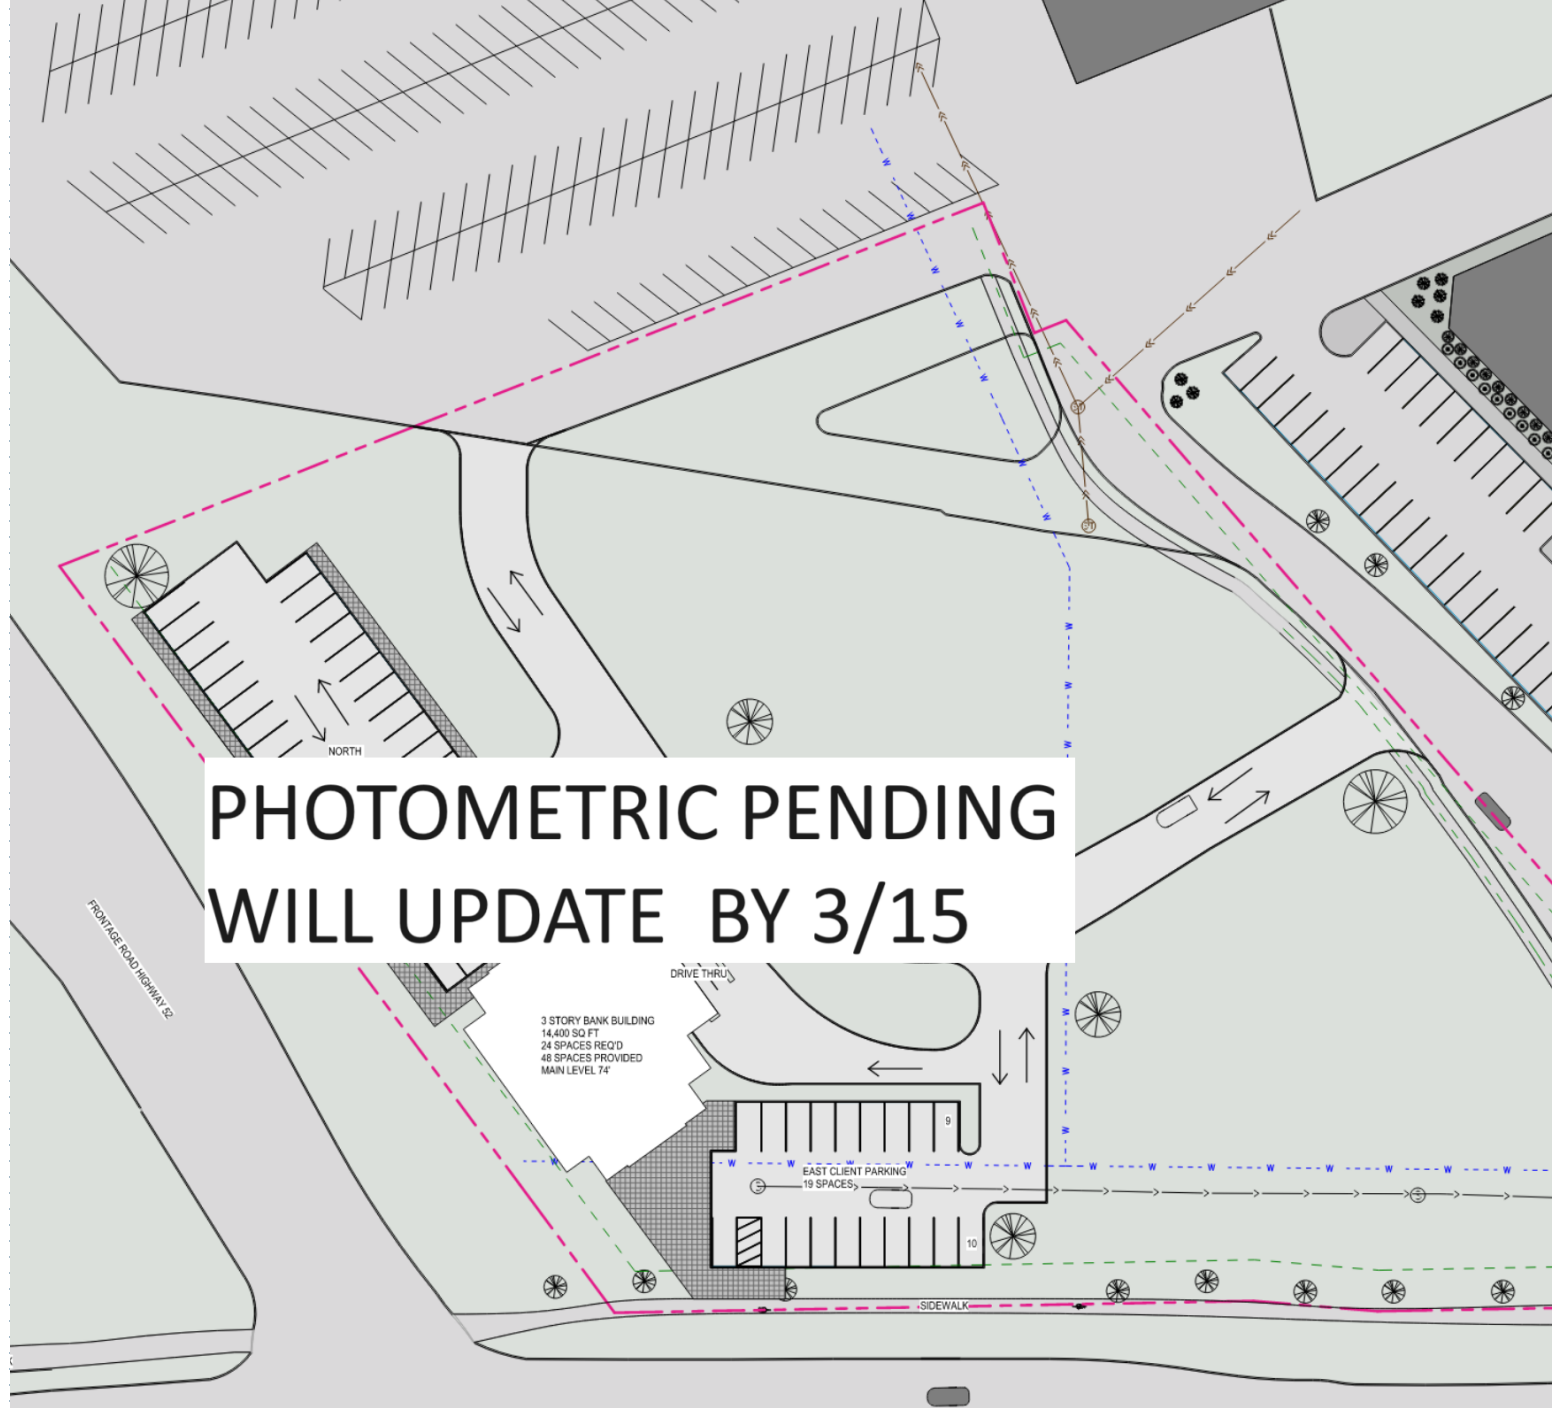 NORTH
PHOTOMETRIC PENDING
WILL UPDATE BY 3/15
FRONTAGE ROAD HIGHWAY 52
DRIVE THRU
3 STORY BANK BUILDING
14,400 SQ FT
24 SPACES REQ'D
48 SPACES PROVIDED
MAIN LEVEL 74'
9
EAST CLIENT PARKING
19 SPACES
10
SIDEWALK